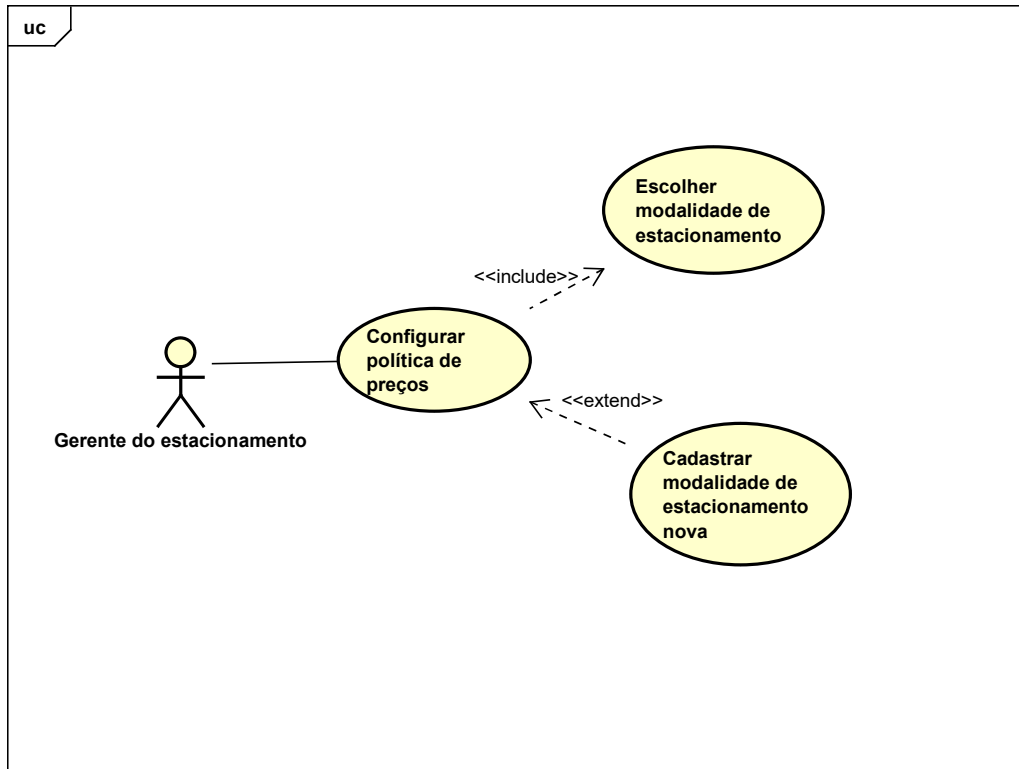 uc
Escolher
modalidade de
estacionamento
<<include>>
Configurar
política de
preços
<<extend>>
Gerente do estacionamento
Cadastrar
modalidade de
estacionamento
nova